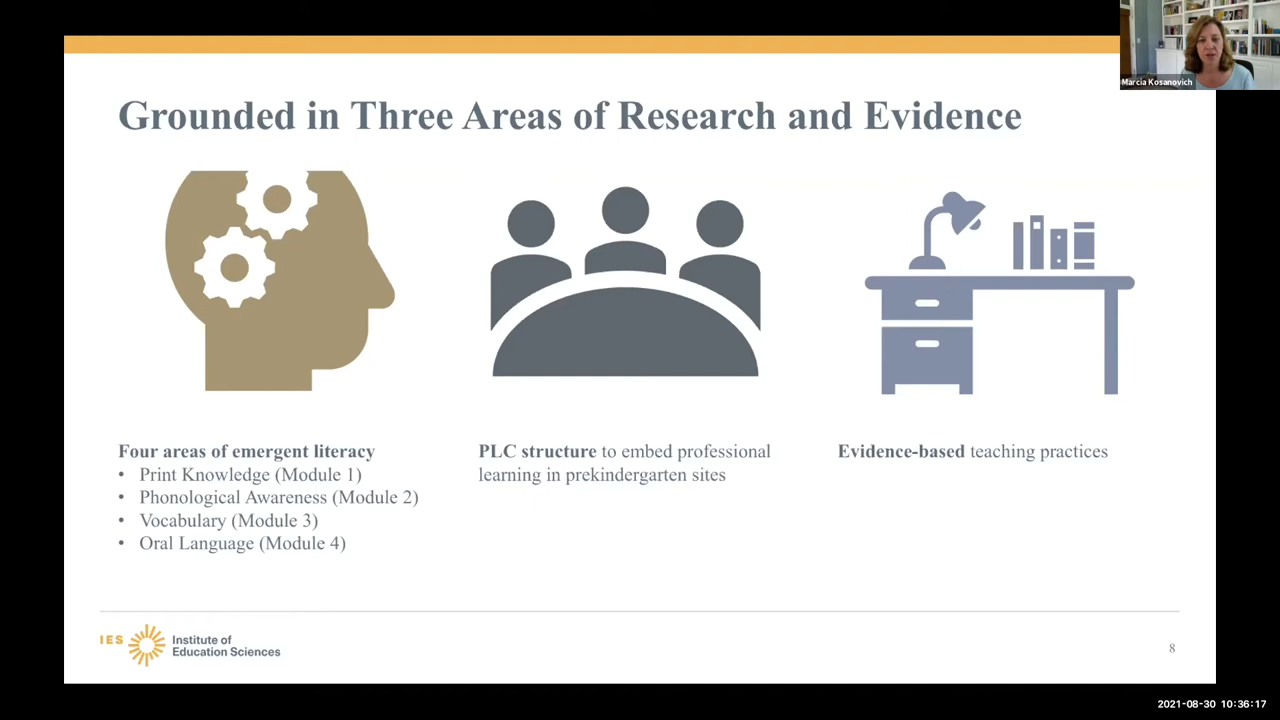 Marcia Kosanovich
Grounded in Three Areas of Research and Evidence
Four areas of emergent literacy
• Print Knowledge (Module 1)
• Phonological Awareness (Module 2)
• Vocabulary (Module 3)
• Oral Language (Module 4)
PLC structure to embed professional
learning in prekindergarten sites
Evidence-based teaching practices
IES
Institute of
Education Sciences
8
2021-08-30 10:36:17